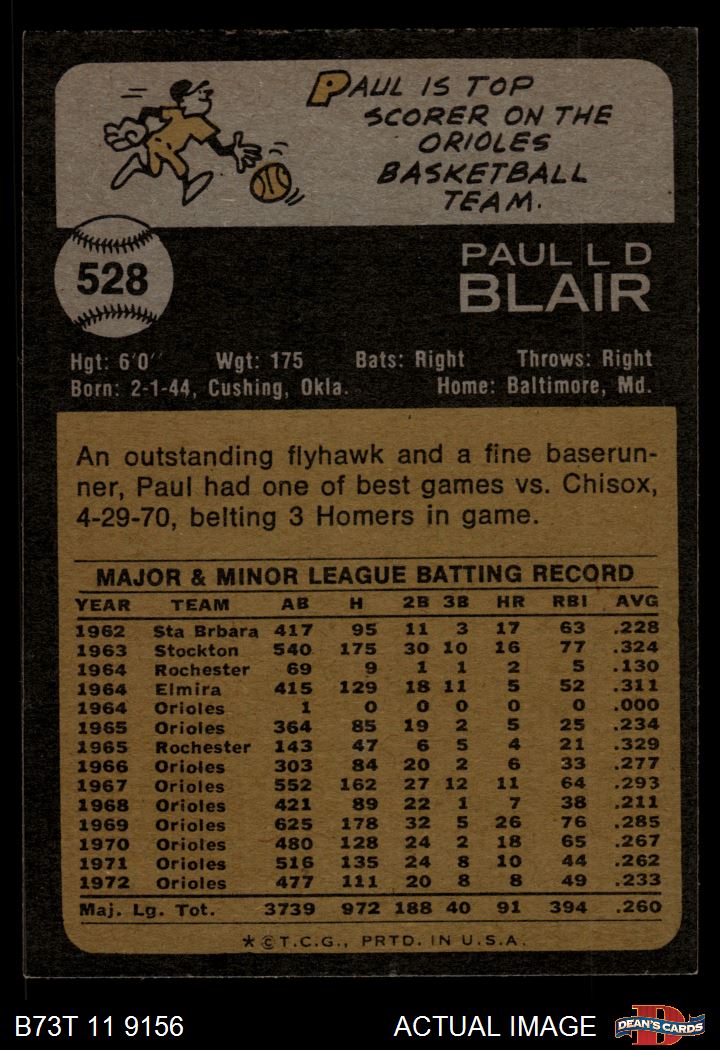 PAUL IS TOP
SCORER ON THE
ORIOLES
BASKETBALL
TEAM.
528
PAUL L D
BLAIR
Hgt: 6'0" Wgt: 175 Bats: Right Throws: Right
Born: 2-1-44, Cushing, Okla. Home: Baltimore, Md.
An outstanding flyhawk and a fine baserun-
ner, Paul had one of best games vs. Chisox,
4-29-70, belting 3 Homers in game.
MAJOR & MINOR LEAGUE BATTING RECORD
YEAR TEAM AB H 2B 3B HR RBI AVG
1962 Sta Brbara 417 95 11 3 17 63 .228
1963 Stockton 540 175 30 10 16 77 .324
1964 Rochester 69 9 1 1 2 5 .130
1964 Elmira 415 129 18 11 5 52 .311
1964 Orioles 1 0 0 0 0 0 .000
1965 Orioles 364 85 19 2 5 25 .234
1965 Rochester 143 47 6 5 4 21 .329
1966 Orioles 303 84 20 2 6 33 .277
1967 Orioles 552 162 27 12 11 64 .293
1968 Orioles 421 89 22 1 7 38 .211
1969 Orioles 625 178 32 5 26 76 .285
1970 Orioles 480 128 24 2 18 65 .267
1971 Orioles 516 135 24 8 10 44 .262
1972 Orioles 477 111 20 8 8 49 .233
Maj. Lg. Tot. 3739 972 188 40 91 394 .260
*©T.C.G., PRTD. IN U.S.A.
B73T 11 9156 ACTUAL IMAGE
DEAN'S CARDS